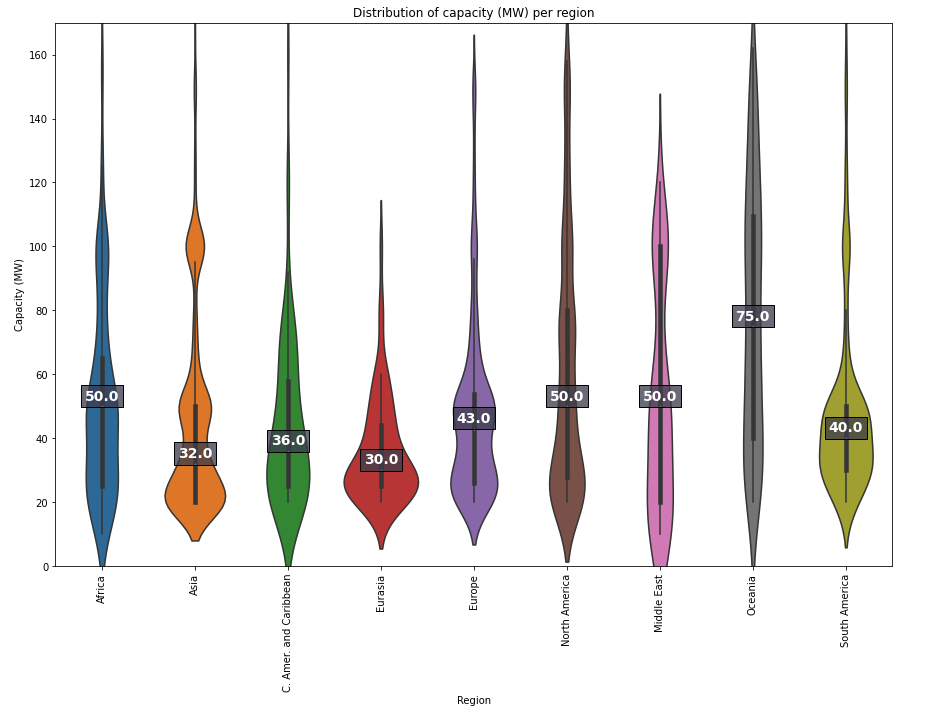 Distribution of capacity (MW) per region
Capacity (MW)
160
140
120
100
80
60
40
20
0
50.0
32.0
36.0
30.0
43.0
50.0
50.0
75.0
40.0
Africa
Asia
C. Amer. and Caribbean
Eurasia
Europe
North America
Middle East
Oceania
South America
Region